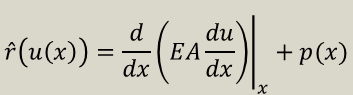 r̂(u(x)) = d/dx (EA du/dx)|ₓ + p(x)